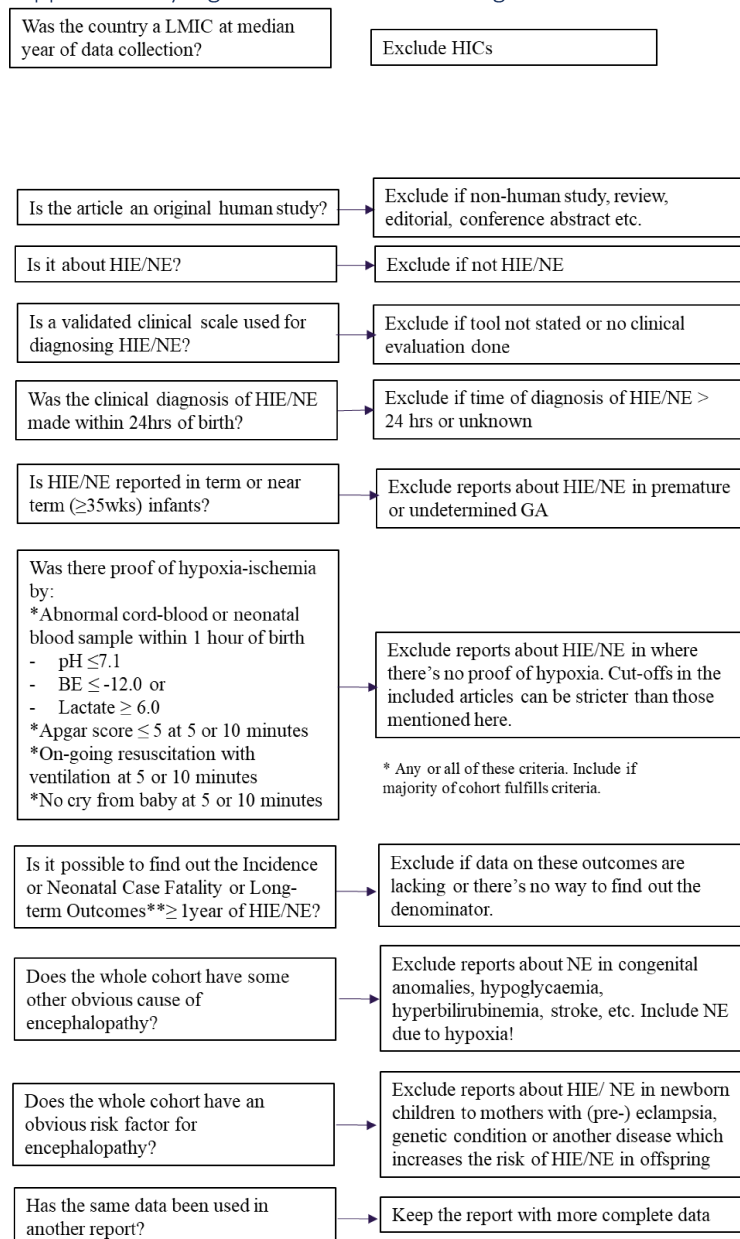 Was the country a LMIC at median
year of data collection?
Exclude HICs
Is the article an original human study?
Exclude if non-human study, review,
editorial, conference abstract etc.
Is it about HIE/NE?
Exclude if not HIE/NE
Is a validated clinical scale used for
diagnosing HIE/NE?
Exclude if tool not stated or no clinical
evaluation done
Was the clinical diagnosis of HIE/NE
made within 24hrs of birth?
Exclude if time of diagnosis of HIE/NE >
24 hrs or unknown
Is HIE/NE reported in term or near
term (≥35wks) infants?
Exclude reports about HIE/NE in premature
or undetermined GA
Was there proof of hypoxia-ischemia
by:
*Abnormal cord-blood or neonatal
blood sample within 1 hour of birth
- pH ≤7.1
- BE ≤ -12.0 or
- Lactate ≥ 6.0
*Apgar score ≤ 5 at 5 or 10 minutes
*On-going resuscitation with
ventilation at 5 or 10 minutes
*No cry from baby at 5 or 10 minutes
Exclude reports about HIE/NE in where
there's no proof of hypoxia. Cut-offs in the
included articles can be stricter than those
mentioned here.
* Any or all of these criteria. Include if
majority of cohort fulfills criteria.
Is it possible to find out the Incidence
or Neonatal Case Fatality or Long-
term Outcomes**≥ 1year of HIE/NE?
Exclude if data on these outcomes are
lacking or there's no way to find out the
denominator.
Does the whole cohort have some
other obvious cause of
encephalopathy?
Exclude reports about NE in congenital
anomalies, hypoglycaemia,
hyperbilirubinemia, stroke, etc. Include NE
due to hypoxia!
Does the whole cohort have an
obvious risk factor for
encephalopathy?
Exclude reports about HIE/ NE in newborn
children to mothers with (pre-) eclampsia,
genetic condition or another disease which
increases the risk of HIE/NE in offspring
Has the same data been used in
another report?
Keep the report with more complete data